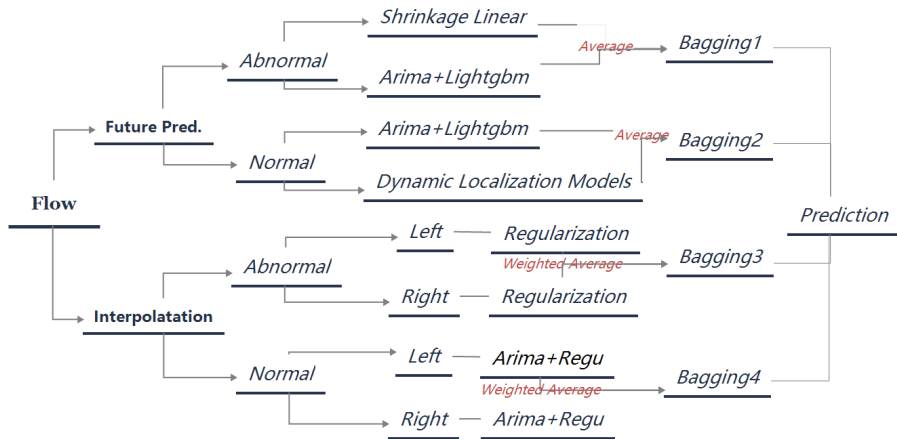 Flow
Future Pred.
Abnormal
Shrinkage Linear
Arima+Lightgbm
Average
Bagging1
Normal
Arima+Lightgbm
Dynamic Localization Models
Average
Bagging2
Interpolatation
Abnormal
Left
Regularization
Right
Regularization
Weighted Average
Bagging3
Normal
Left
Arima+Regu
Right
Arima+Regu
Weighted Average
Bagging4
Prediction